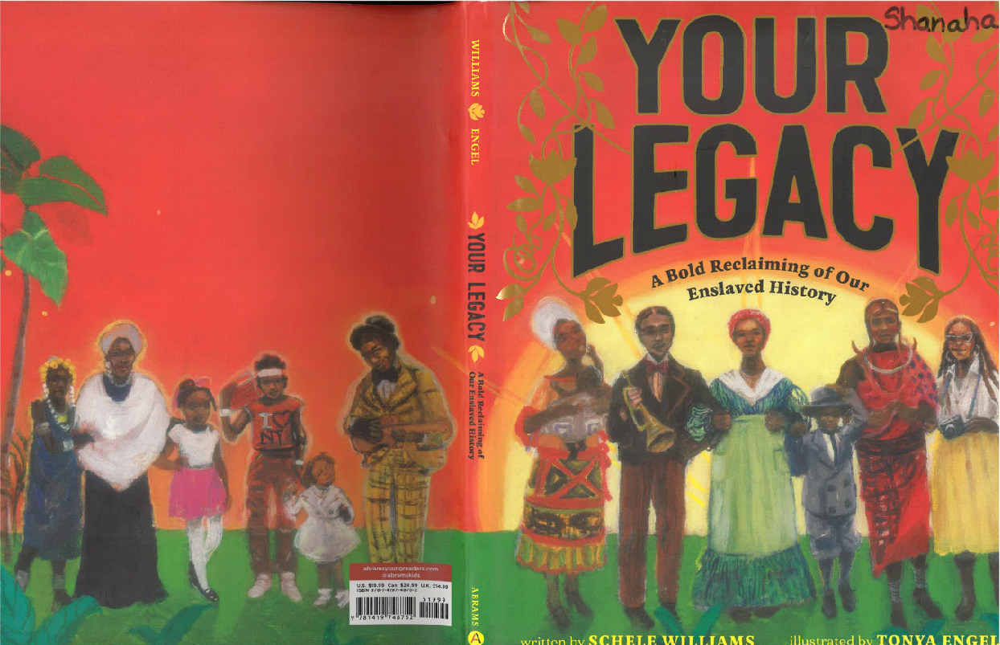 I ❤ NY
abramsyoungreaders.com
@abramskids
U.S. $19.99 Can $24.99 U.K. £14.99
ISBN 978-1-4197-4675-2
51999
9 781419 746752
WILLIAMS
ENGEL
YOUR LEGACY
A Bold Reclaiming of
Our Enslaved History
ABRAMS
A
Shanaha
YOUR
LEGACY
A Bold Reclaiming of Our
Enslaved History
written by SCHELE WILLIAMS
illustrated by TONYA ENGEL